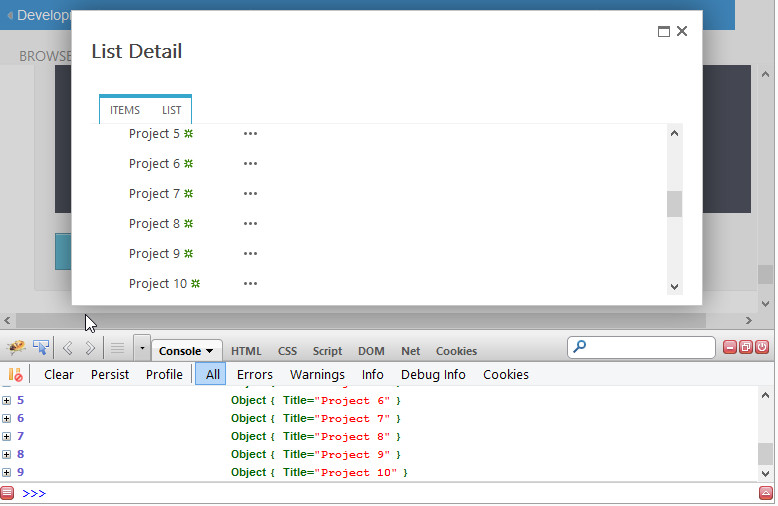 Develop
BROWSE
List Detail
ITEMS LIST
Project 5 •••
Project 6 •••
Project 7 •••
Project 8 •••
Project 9 •••
Project 10 •••
Console HTML CSS Script DOM Net Cookies
Clear Persist Profile All Errors Warnings Info Debug Info Cookies
5 Object { Title="Project 6" }
6 Object { Title="Project 7" }
7 Object { Title="Project 8" }
8 Object { Title="Project 9" }
9 Object { Title="Project 10" }
>>>